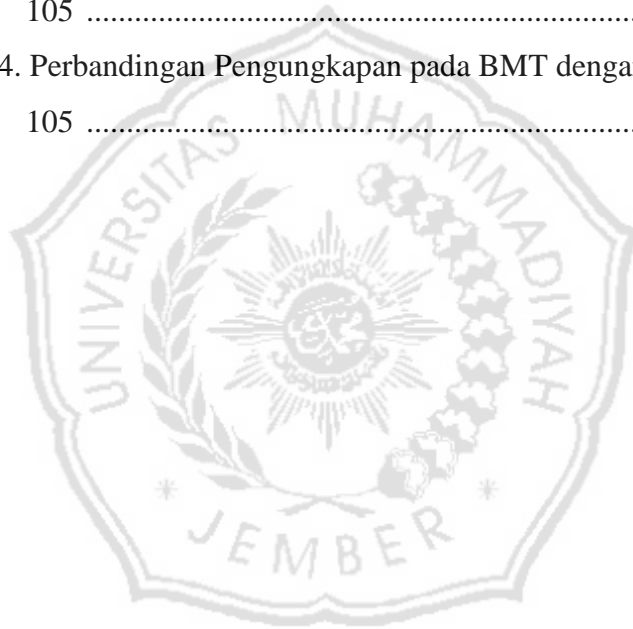 105 ........................................................................
4. Perbandingan Pengungkapan pada BMT dengan
105 ........................................................................
UNIVERSITAS MUHAMMADIYAH
JEMBER